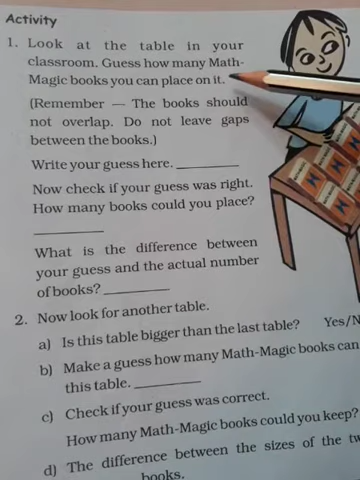 Activity
1. Look at the table in your
classroom. Guess how many Math-
Magic books you can place on it.
(Remember — The books should
not overlap. Do not leave gaps
between the books.)
Write your guess here.
Now check if your guess was right.
How many books could you place?
What is the difference between
your guess and the actual number
of books?
2. Now look for another table.
a) Is this table bigger than the last table? Yes/N
b) Make a guess how many Math-Magic books can
this table.
c) Check if your guess was correct.
How many Math-Magic books could you keep?
d) The difference between the sizes of the tw
books.